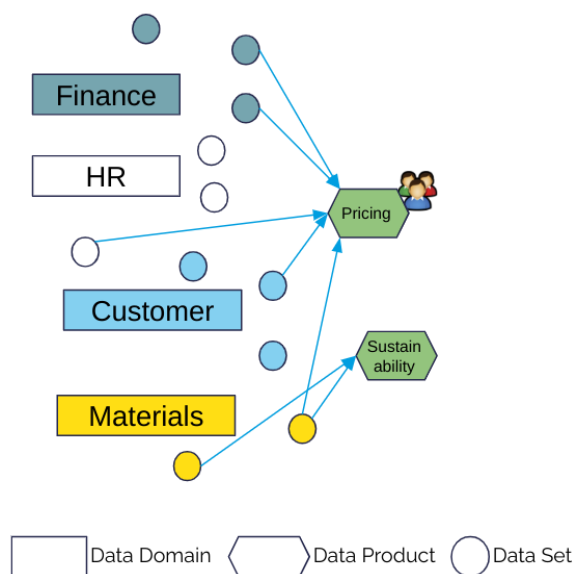 Finance
HR
Pricing
Customer
Sustain
ability
Materials
Data Domain
Data Product
Data Set